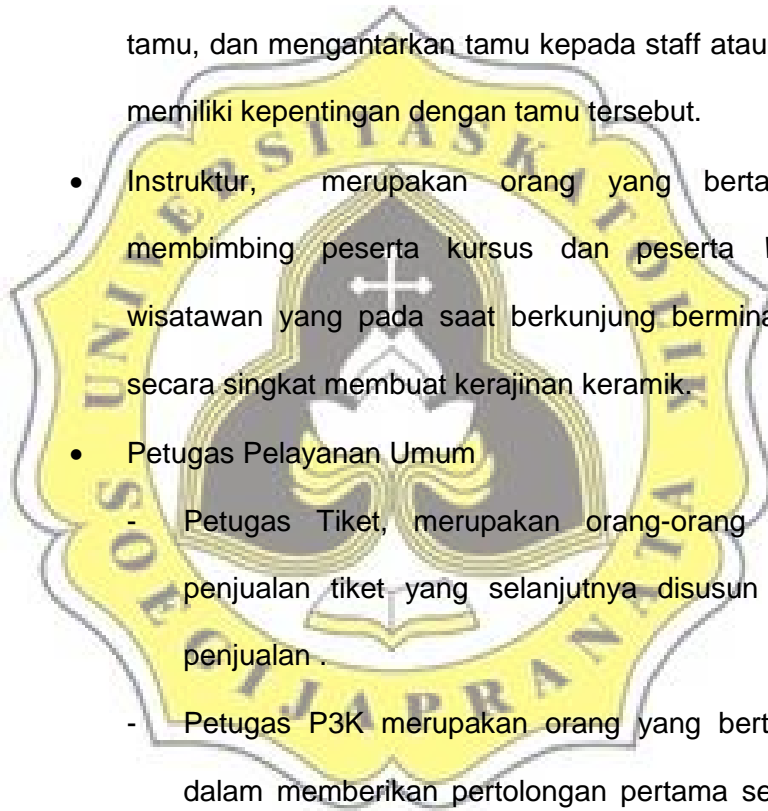 tamu, dan mengantarkan tamu kepada staff atau
memiliki kepentingan dengan tamu tersebut.
• Instruktur, merupakan orang yang berta
membimbing peserta kursus dan peserta
wisatawan yang pada saat berkunjung bermina
secara singkat membuat kerajinan keramik.
• Petugas Pelayanan Umum
- Petugas Tiket, merupakan orang-orang
penjualan tiket yang selanjutnya disusun
penjualan .
- Petugas P3K merupakan orang yang bert
dalam memberikan pertolongan pertama se
UNIVERSITAS KATOLIK
SOEGIJAPRANATA